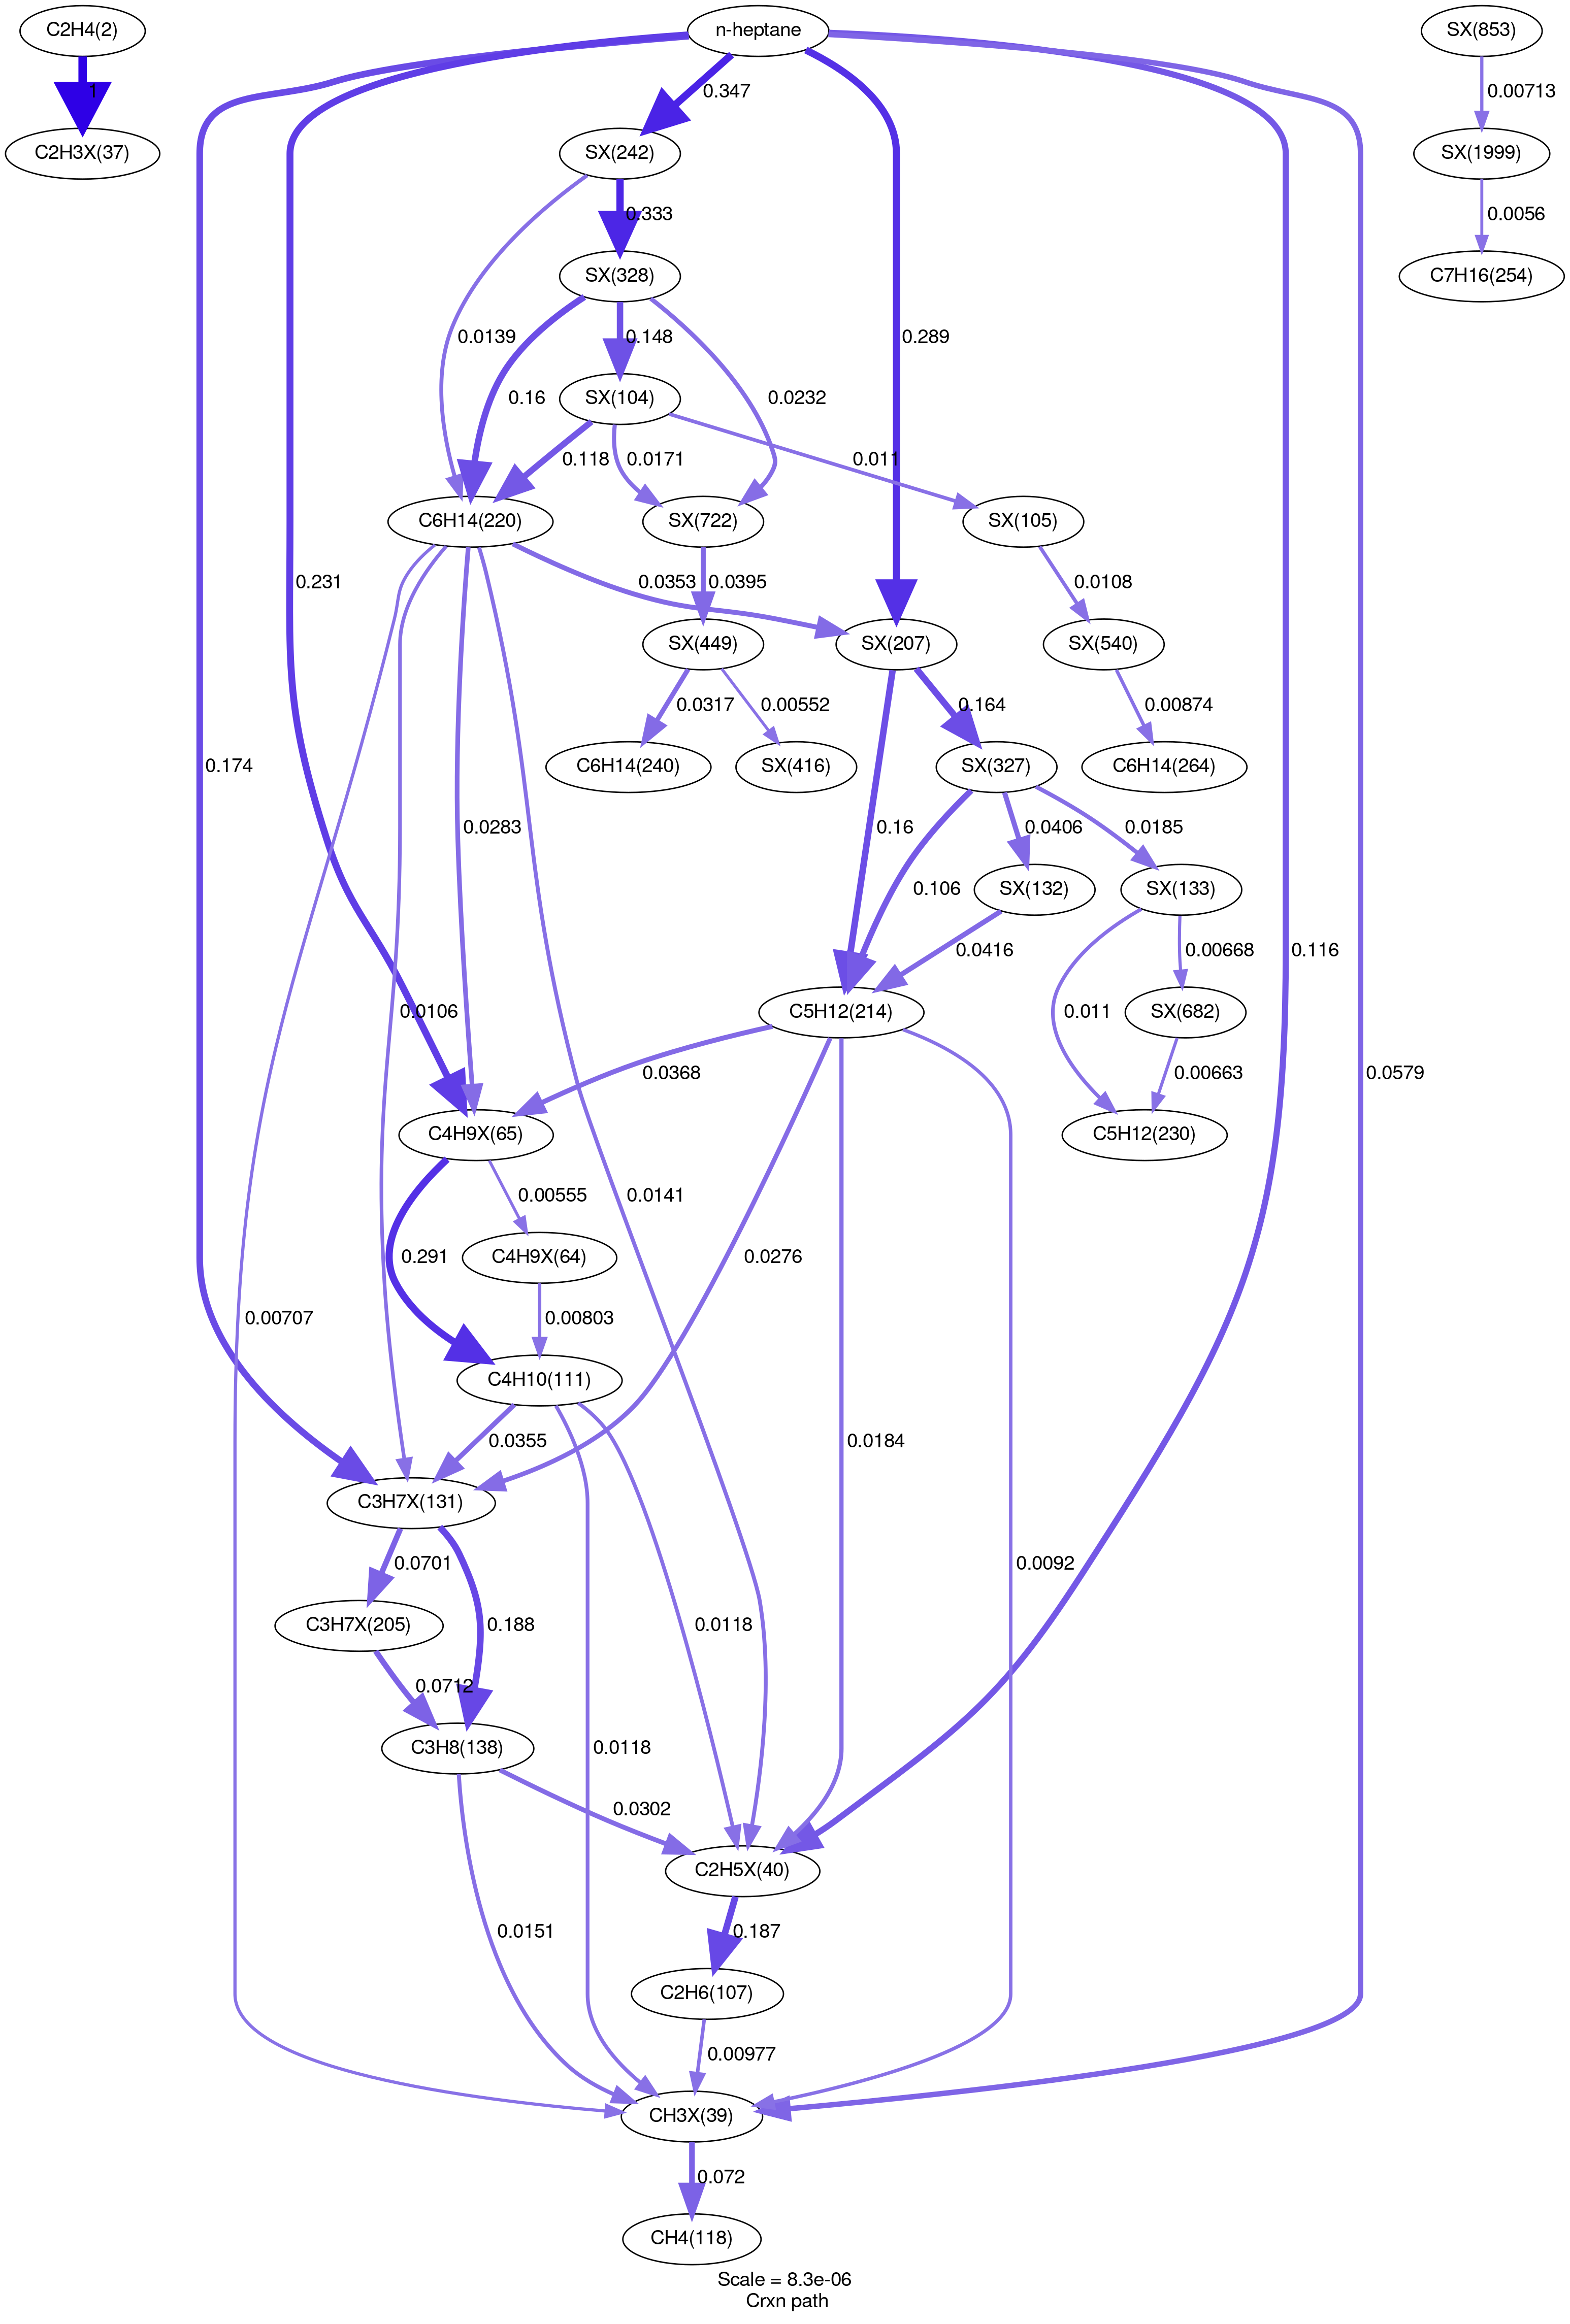 C2H4(2)
n-heptane
SX(853)
1
0.347
0.00713
C2H3X(37)
SX(242)
SX(1999)
0.333
0.0056
SX(328)
C7H16(254)
0.0139
0.289
0.16
0.148
0.0232
SX(104)
0.118
0.0171
0.011
C6H14(220)
SX(722)
SX(105)
0.231
0.0353
0.0395
0.0108
SX(449)
SX(207)
SX(540)
0.0317
0.00552
0.164
0.00874
0.174
C6H14(240)
SX(416)
SX(327)
C6H14(264)
0.0283
0.16
0.0406
0.0185
0.106
SX(132)
SX(133)
0.0416
0.00668
0.116
0.0106
C5H12(214)
0.011
SX(682)
0.0368
0.00663
0.0579
C4H9X(65)
C5H12(230)
0.00555
0.0141
0.291
C4H9X(64)
0.0276
0.00707
0.00803
C4H10(111)
0.0355
0.0184
C3H7X(131)
0.0701
0.0092
C3H7X(205)
0.188
0.0118
0.0712
C3H8(138)
0.0118
0.0302
C2H5X(40)
0.0151
0.187
C2H6(107)
0.00977
CH3X(39)
0.072
CH4(118)
Scale = 8.3e-06
Crxn path